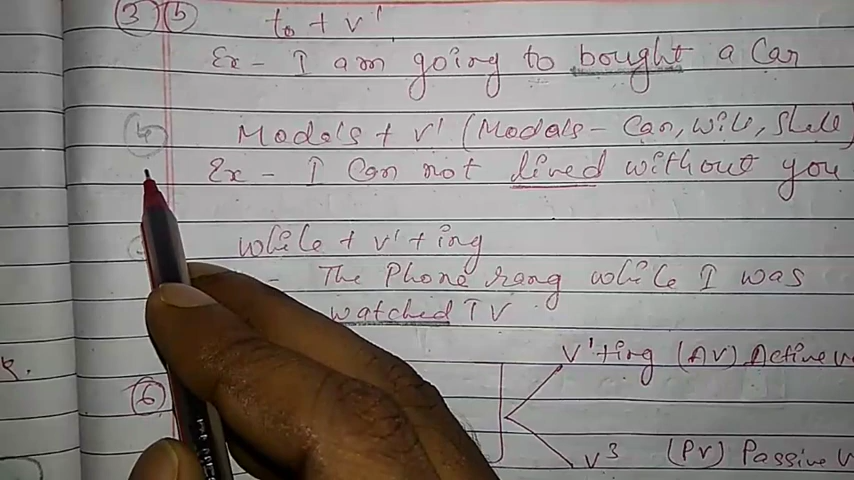 3 b to + v¹
Ex - I am going to bought a Car
4 Models + v¹ (Models - Can, Will, Shall)
Ex - I Can not lived without you
while + v¹ + ing
- The Phone rang while I was
watched TV
V¹+ing (AV) Active V
6
V³ (PV) Passive V